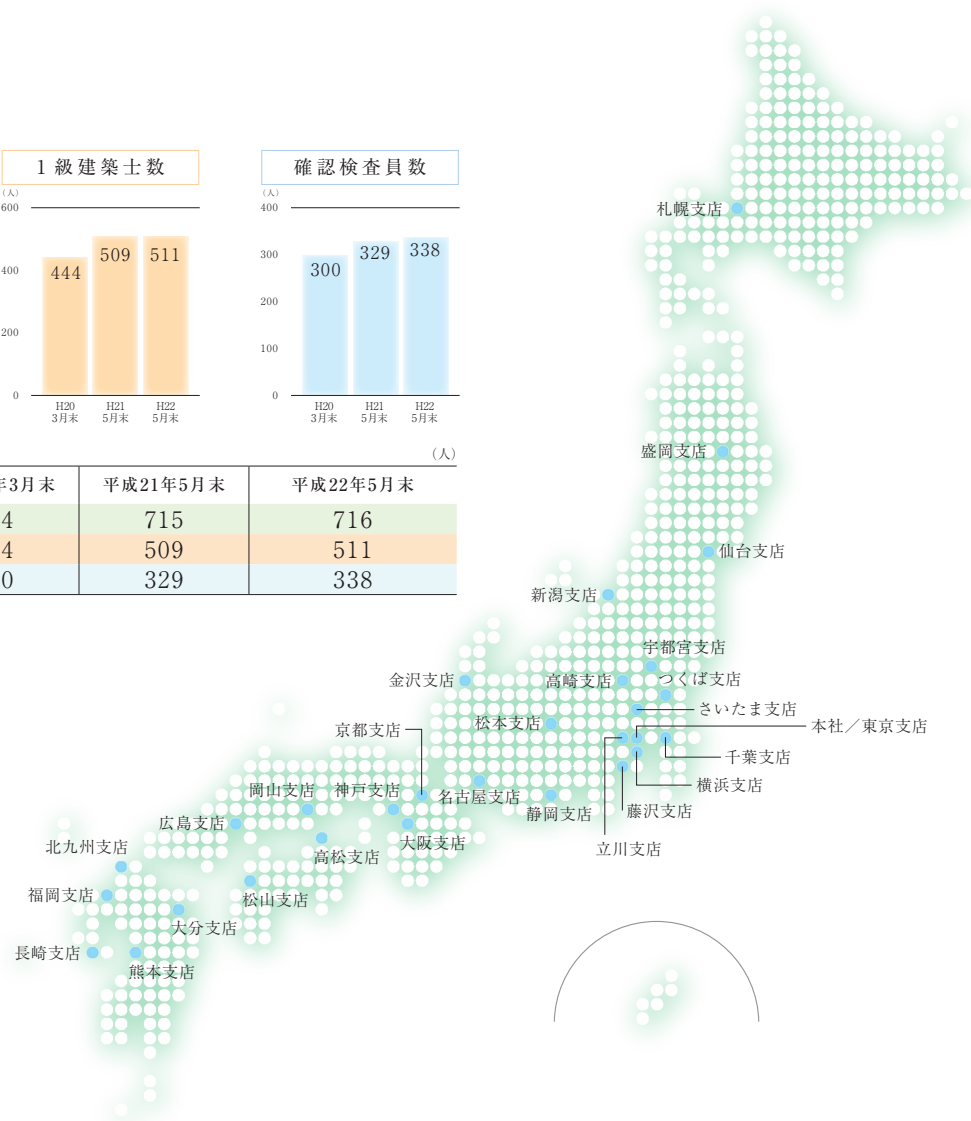 1級建築士数
(人)
600
400
200
0
444
509
511
H20
3月末
H21
5月末
H22
5月末
確認検査員数
(人)
400
300
200
100
0
300
329
338
H20
3月末
H21
5月末
H22
5月末
(人)
年3月末 平成21年5月末 平成22年5月末
4 715 716
4 509 511
0 329 338
札幌支店
盛岡支店
仙台支店
新潟支店
宇都宮支店
つくば支店
金沢支店
高崎支店
さいたま支店
松本支店
本社／東京支店
京都支店
千葉支店
横浜支店
岡山支店
神戸支店
名古屋支店
静岡支店
藤沢支店
広島支店
大阪支店
立川支店
北九州支店
高松支店
福岡支店
松山支店
大分支店
長崎支店
熊本支店